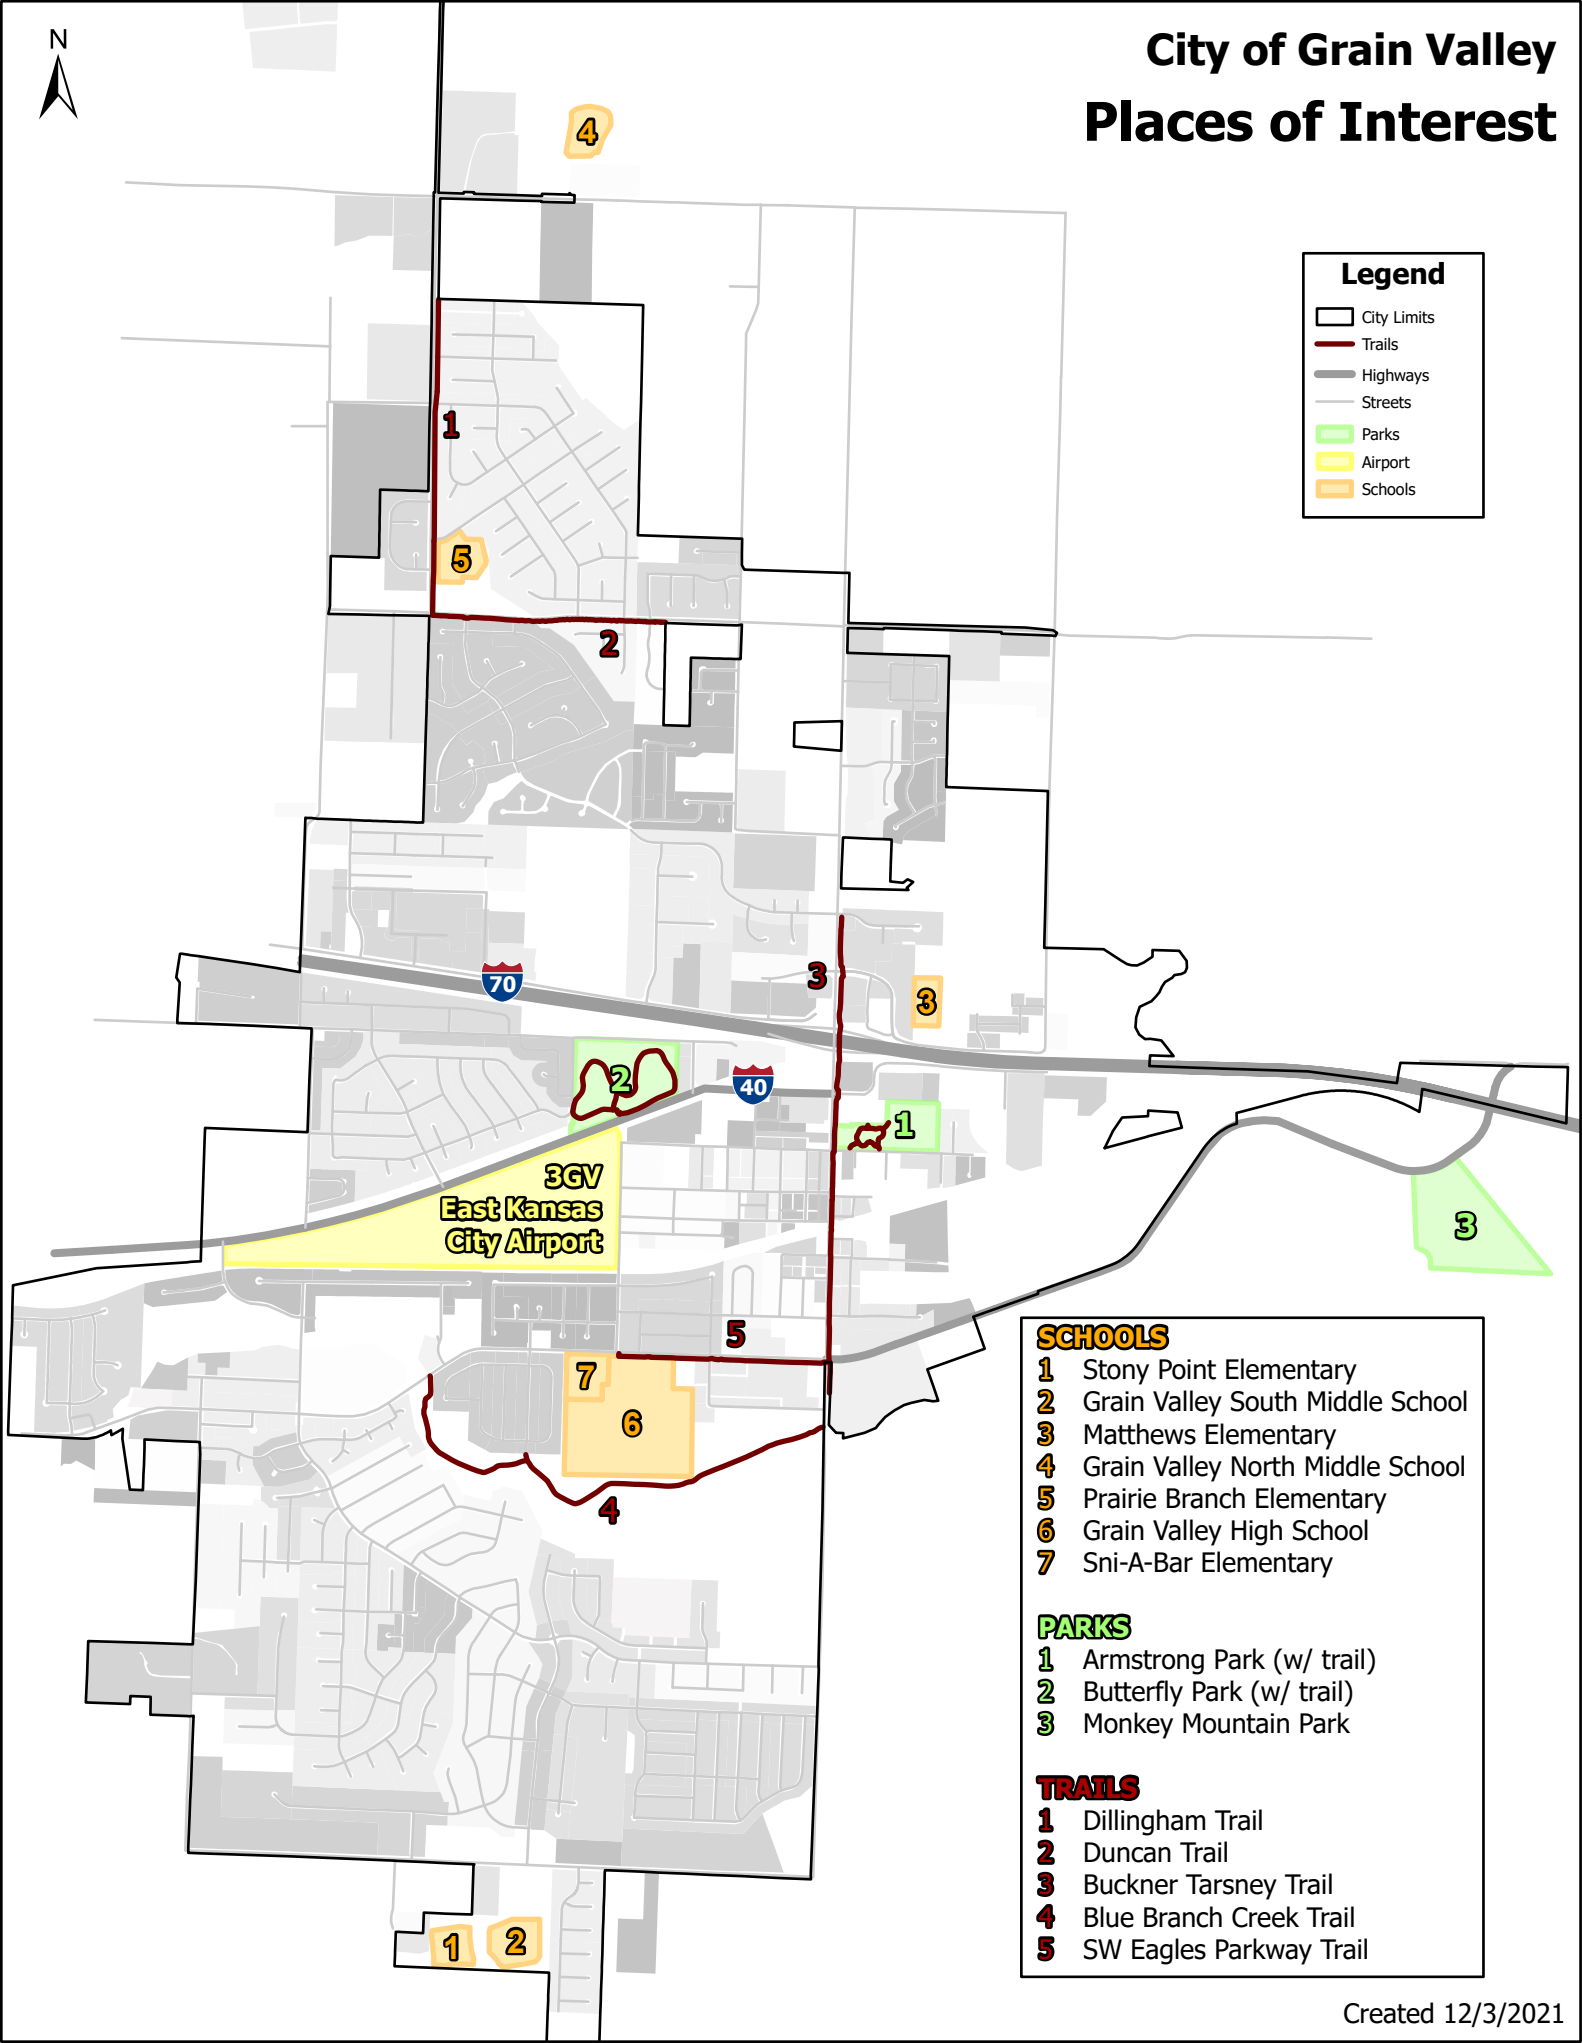 City of Grain Valley
Places of Interest
N
4
Legend
City Limits
Trails
Highways
Streets
Parks
Airport
Schools
1
5
2
3
70
3
2
40
1
3GV
East Kansas
City Airport
3
5
7
6
4
1
2
SCHOOLS
1 Stony Point Elementary
2 Grain Valley South Middle School
3 Matthews Elementary
4 Grain Valley North Middle School
5 Prairie Branch Elementary
6 Grain Valley High School
7 Sni-A-Bar Elementary
PARKS
1 Armstrong Park (w/ trail)
2 Butterfly Park (w/ trail)
3 Monkey Mountain Park
TRAILS
1 Dillingham Trail
2 Duncan Trail
3 Buckner Tarsney Trail
4 Blue Branch Creek Trail
5 SW Eagles Parkway Trail
Created 12/3/2021